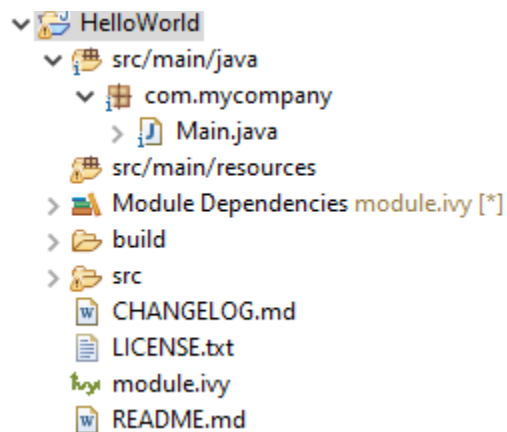 HelloWorld
src/main/java
com.mycompany
Main.java
src/main/resources
Module Dependencies module.ivy [*]
build
src
CHANGELOG.md
LICENSE.txt
module.ivy
README.md